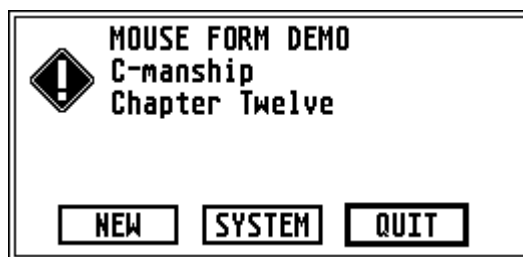 MOUSE FORM DEMO
C-manship
Chapter Twelve
NEW SYSTEM QUIT